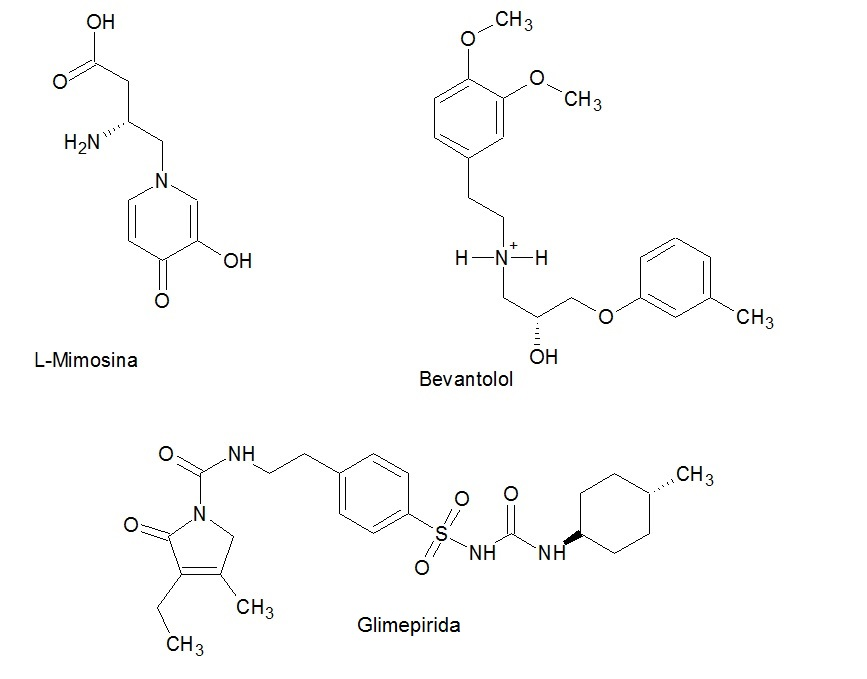 OH
O
H₂N
N
OH
O
L-Mimosina
CH₃
O
O
CH₃
H N⁺ H
O
CH₃
OH
Bevantolol
O
NH
N
O
CH₃
CH₃
O
S
O
NH
O
NH
CH₃
Glimepirida